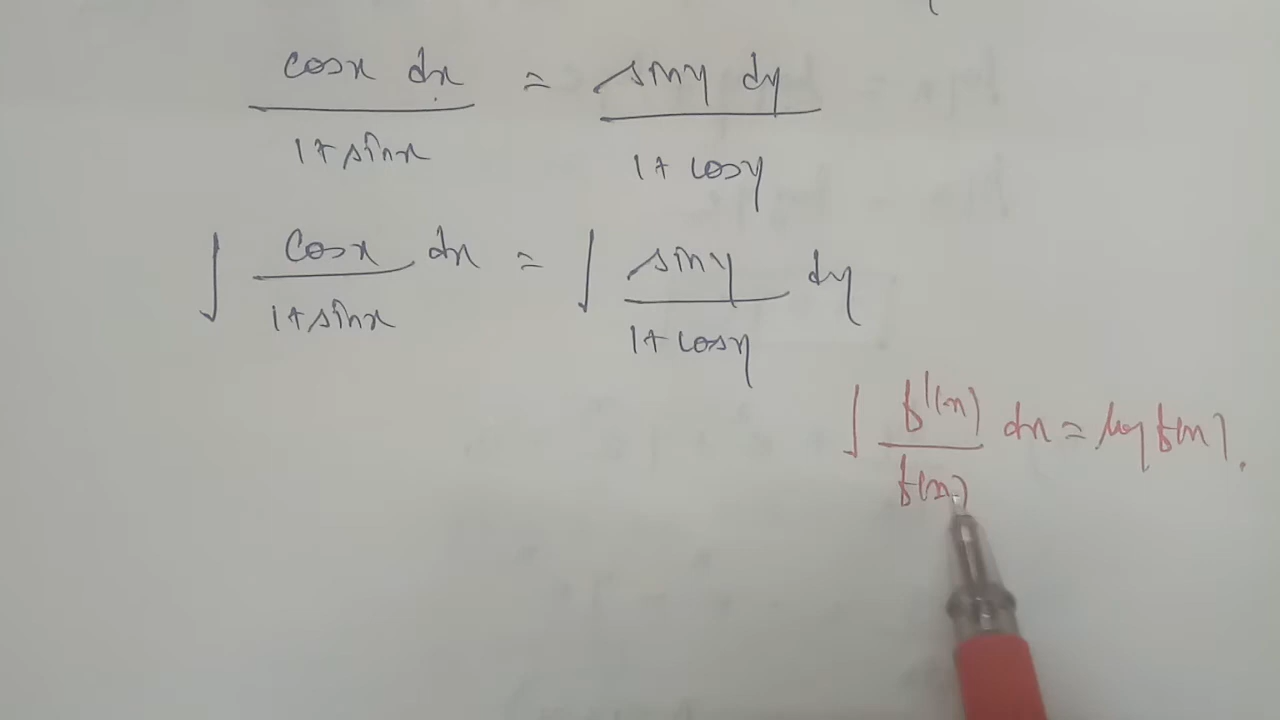 cosx dx / 1+sinx = siny dy / 1+cosy
∫ cosx / 1+sinx dx = ∫ siny / 1+cosy dy
∫ f'(x) / f(x) dx = log f(x).